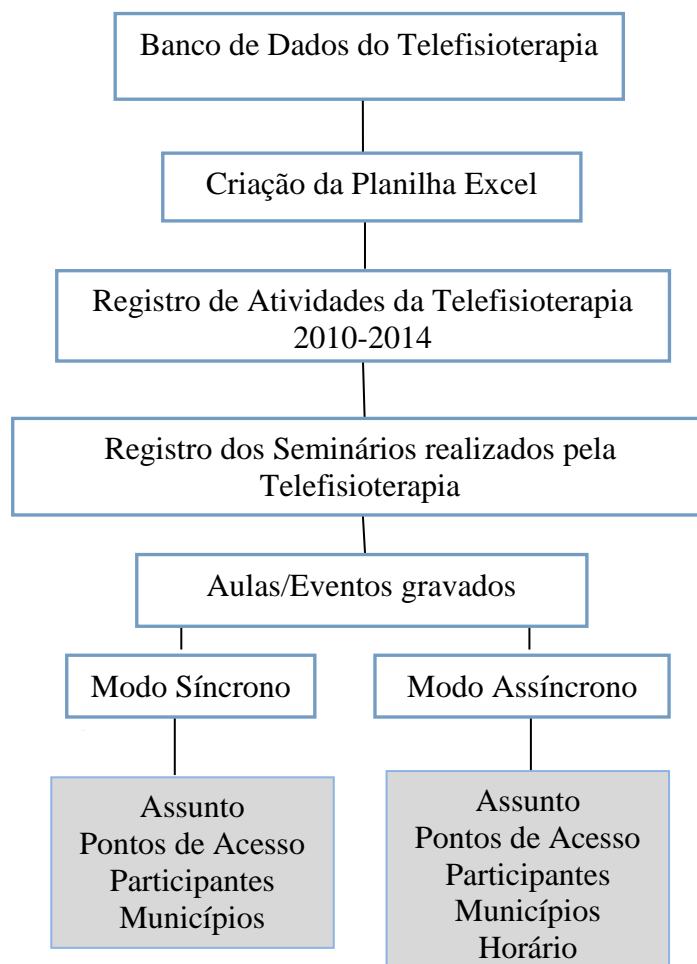 Banco de Dados do Telefisioterapia
Criação da Planilha Excel
Registro de Atividades da Telefisioterapia
2010-2014
Registro dos Seminários realizados pela
Telefisioterapia
Aulas/Eventos gravados
Modo Síncrono
Modo Assíncrono
Assunto
Pontos de Acesso
Participantes
Municípios
Assunto
Pontos de Acesso
Participantes
Municípios
Horário